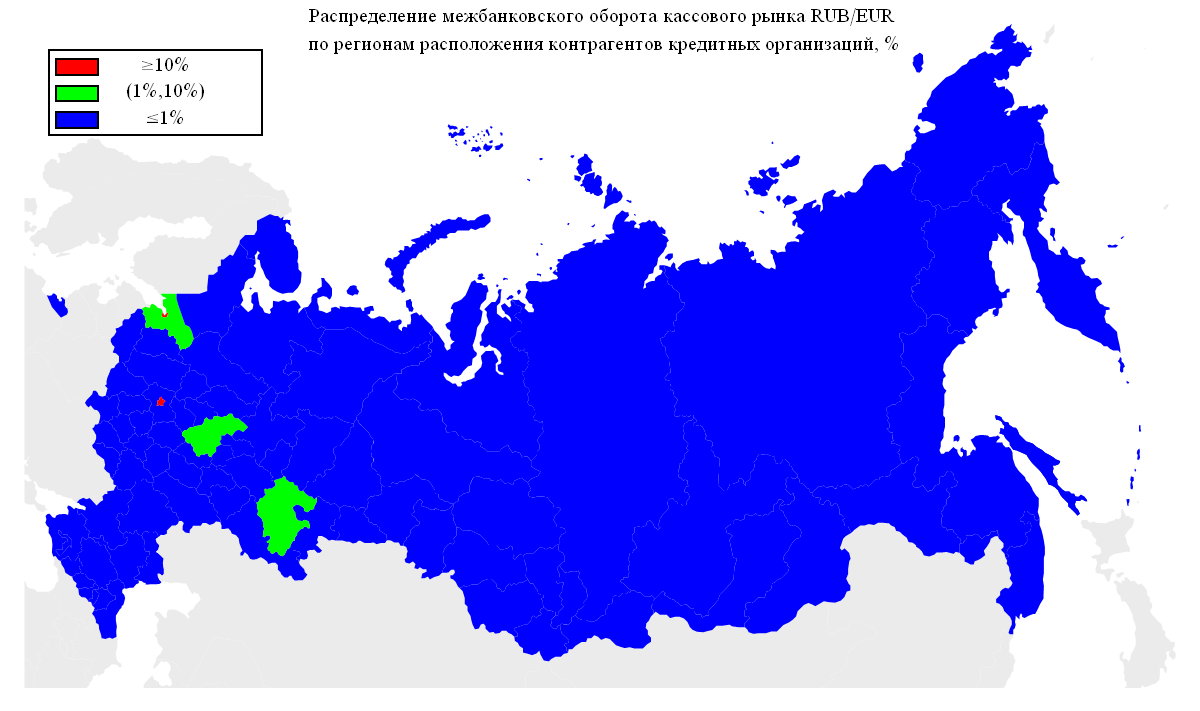 Распределение межбанковского оборота кассового рынка RUB/EUR
по регионам расположения контрагентов кредитных организаций, %
≥10%
(1%,10%)
≤1%